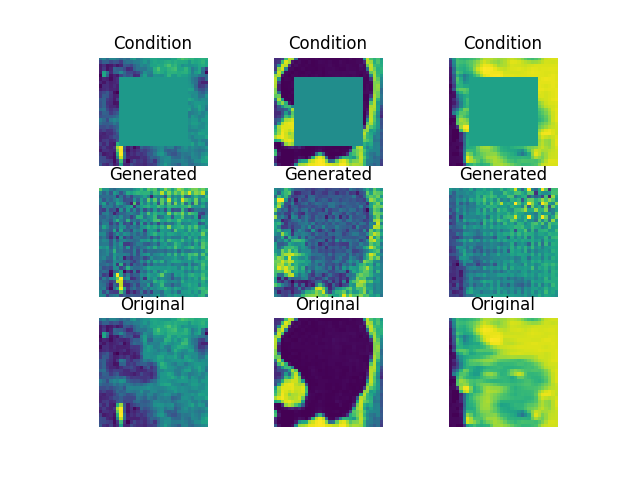 Condition Condition Condition
Generated Generated Generated
Original Original Original